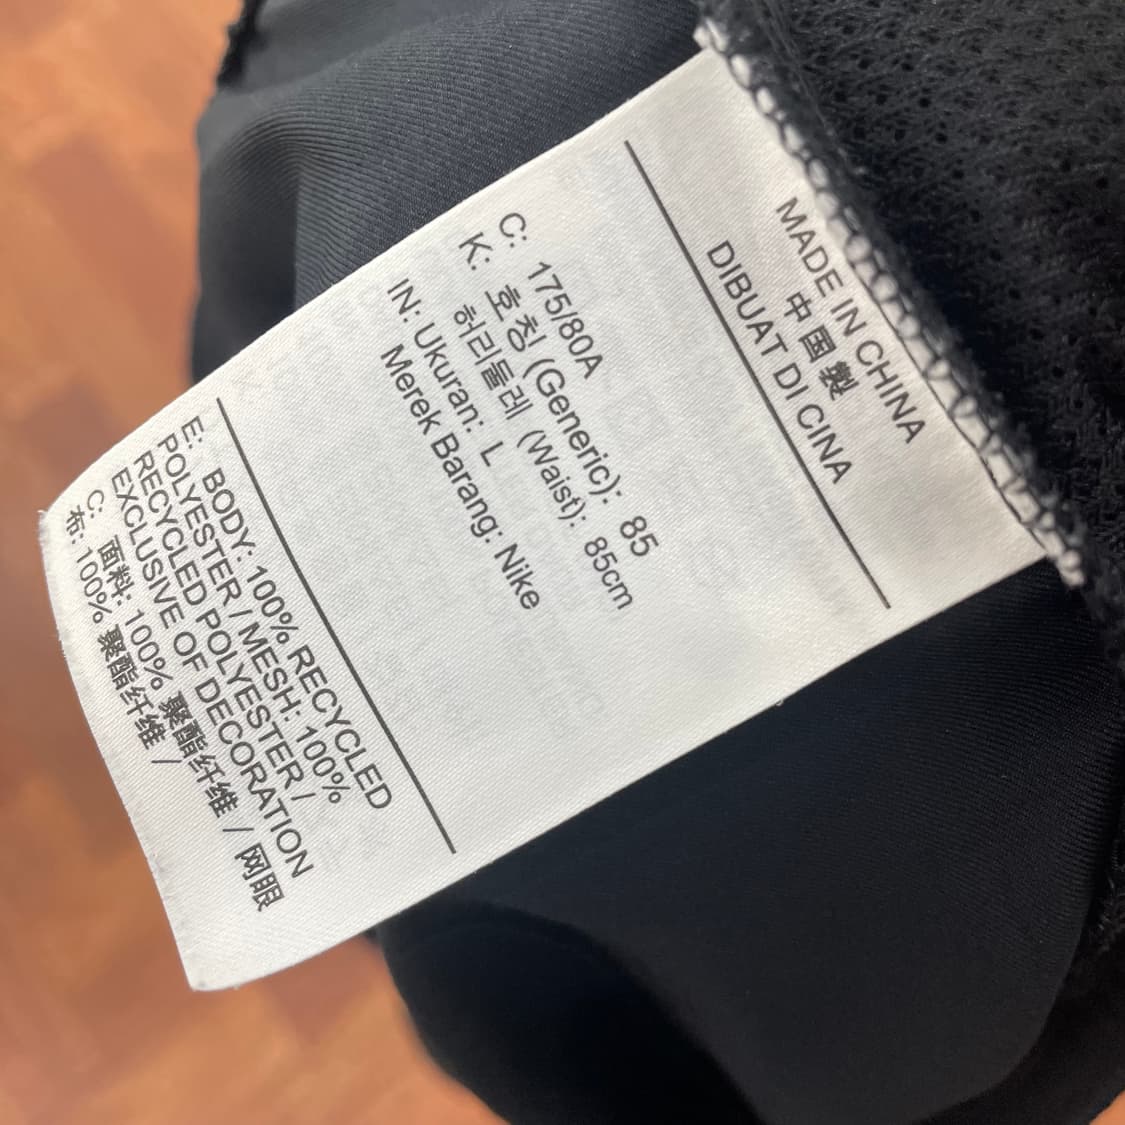 MADE IN CHINA
中国製
DIBUAT DI CINA
C: 175/80A
K: 호칭 (Generic): 85
허리둘레 (Waist): 85cm
IN: Ukuran: L
Merek Barang: Nike
E: BODY: 100% RECYCLED
POLYESTER / MESH: 100%
RECYCLED POLYESTER /
EXCLUSIVE OF DECORATION
C: 面料: 100% 聚酯纤维 / 网眼
布: 100% 聚酯纤维 /